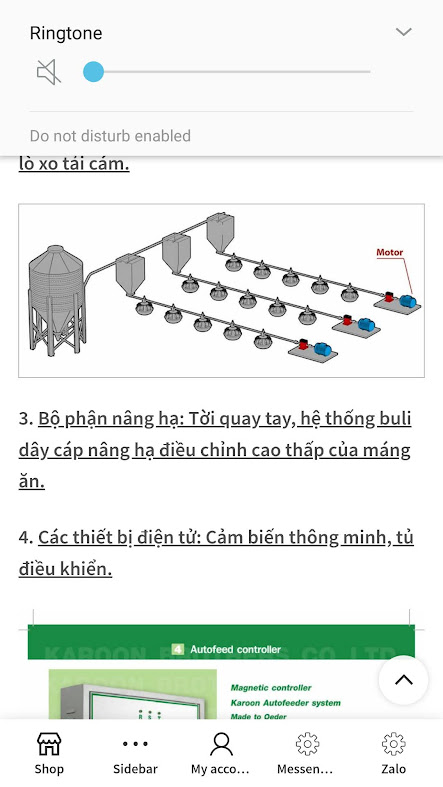 Ringtone
Do not disturb enabled
lò xo tái cám.
Motor
3. Bộ phận nâng hạ: Tời quay tay, hệ thống buli
dây cáp nâng hạ điều chỉnh cao thấp của máng
ăn.
4. Các thiết bị điện tử: Cảm biến thông minh, tủ
điều khiển.
KAROON BROTHERS CO.,LTD.
4 Autofeed controller
Magnetic controller
Karoon Autofeeder system
Made to Oeder
Shop
Sidebar
My acco...
Messen...
Zalo